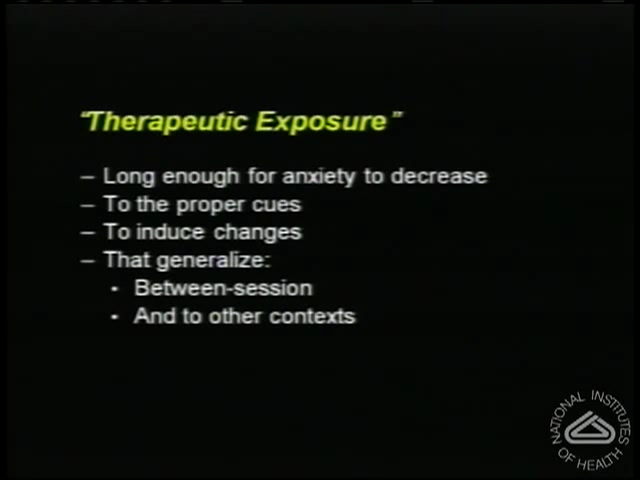 "Therapeutic Exposure"
– Long enough for anxiety to decrease
– To the proper cues
– To induce changes
– That generalize:
• Between-session
• And to other contexts
NATIONAL INSTITUTES
OF HEALTH